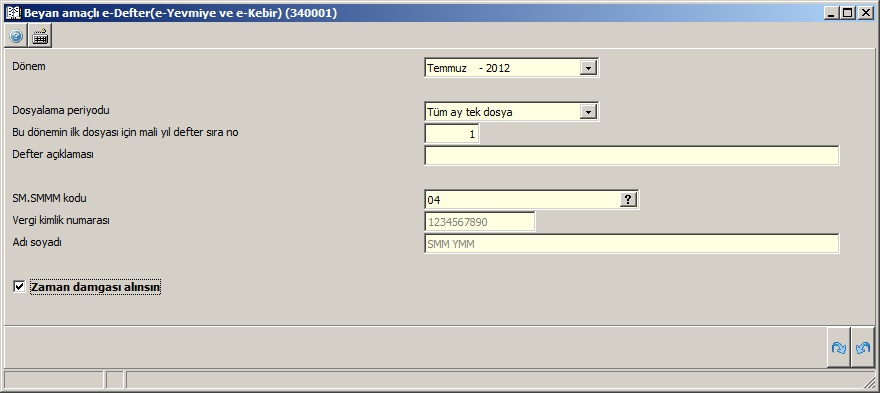 Beyan amaçlı e-Defter(e-Yevmiye ve e-Kebir) (340001)
Dönem Temmuz - 2012
Dosyalama periyodu Tüm ay tek dosya
Bu dönemin ilk dosyası için mali yıl defter sıra no 1
Defter açıklaması
SM.SMMM kodu 04 ?
Vergi kimlik numarası 1234567890
Adı soyadı SMM YMM
Zaman damgası alınsın